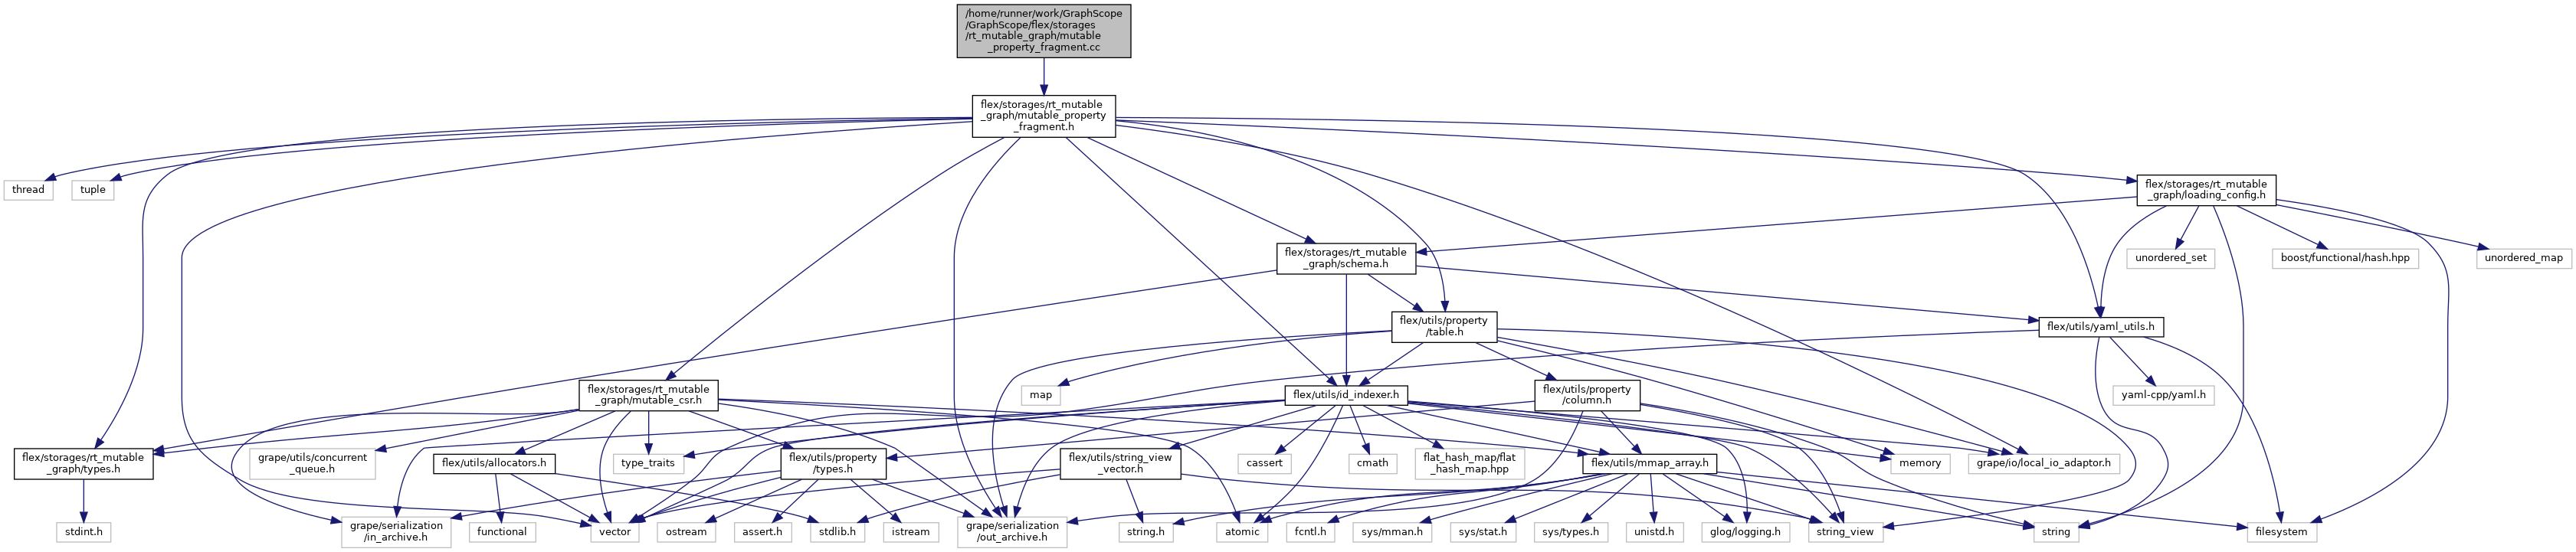 /home/runner/work/GraphScope
/GraphScope/flex/storages
/rt_mutable_graph/mutable
_property_fragment.cc
flex/storages/rt_mutable
_graph/mutable_property
_fragment.h
thread
tuple
flex/storages/rt_mutable
_graph/loading_config.h
flex/storages/rt_mutable
_graph/schema.h
unordered_set
boost/functional/hash.hpp
unordered_map
flex/utils/property
/table.h
flex/utils/yaml_utils.h
flex/storages/rt_mutable
_graph/mutable_csr.h
map
flex/utils/id_indexer.h
flex/utils/property
/column.h
yaml-cpp/yaml.h
flex/storages/rt_mutable
_graph/types.h
grape/utils/concurrent
_queue.h
flex/utils/allocators.h
type_traits
flex/utils/property
/types.h
flex/utils/string_view
_vector.h
cassert
cmath
flat_hash_map/flat
_hash_map.hpp
flex/utils/mmap_array.h
memory
grape/io/local_io_adaptor.h
stdint.h
grape/serialization
/in_archive.h
functional
vector
ostream
assert.h
stdlib.h
istream
grape/serialization
/out_archive.h
string.h
atomic
fcntl.h
sys/mman.h
sys/stat.h
sys/types.h
unistd.h
glog/logging.h
string_view
string
filesystem